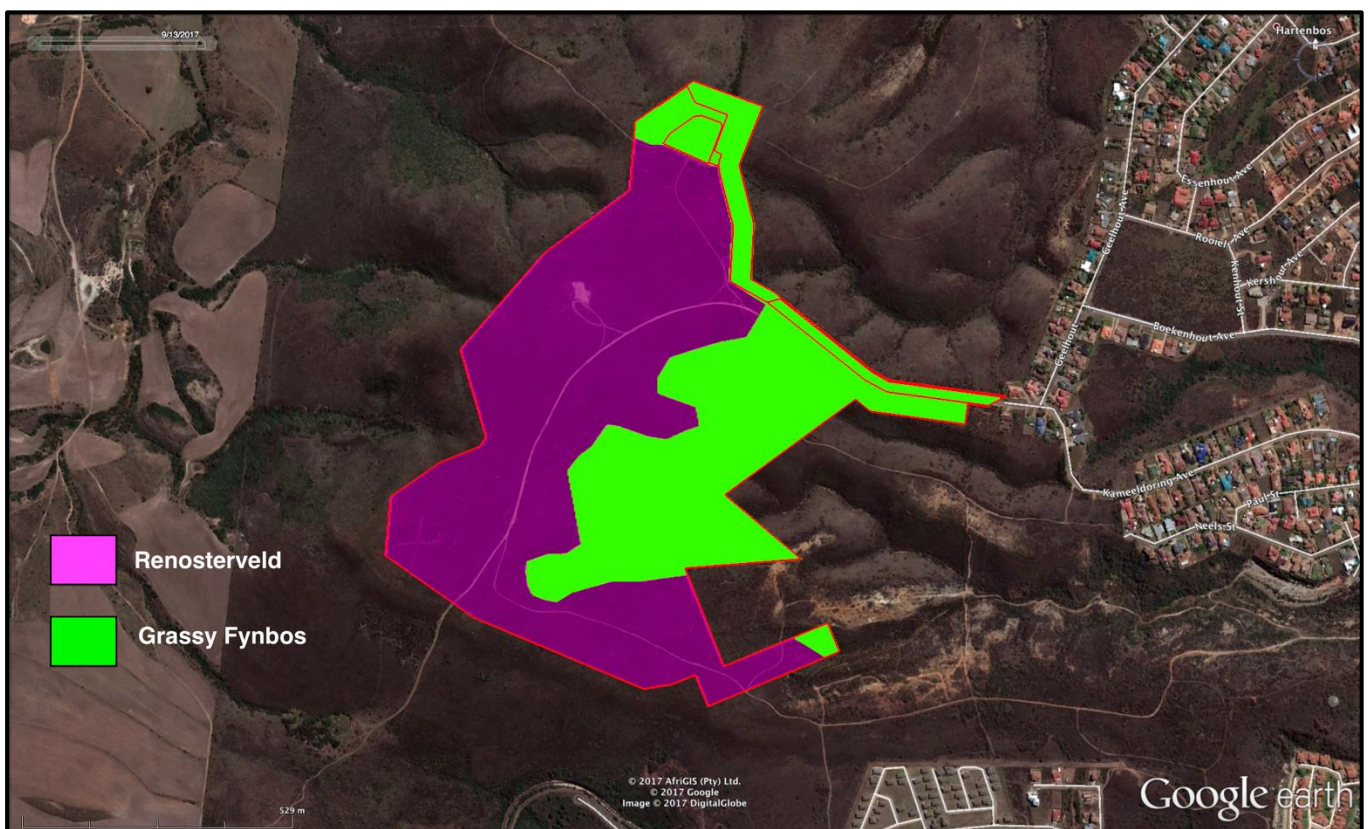 9/13/2017
Hartenbos
Essenhout Ave
Geelhout Ave
Rooiels Ave
Kenhout St
Kershout Ave
Boekenhout Ave
Geelhout
Kameeldoring Ave
Paul St
Neels St
Renosterveld
Grassy Fynbos
© 2017 AfriGIS (Pty) Ltd.
© 2017 Google
Image © 2017 DigitalGlobe
529 m
Google earth